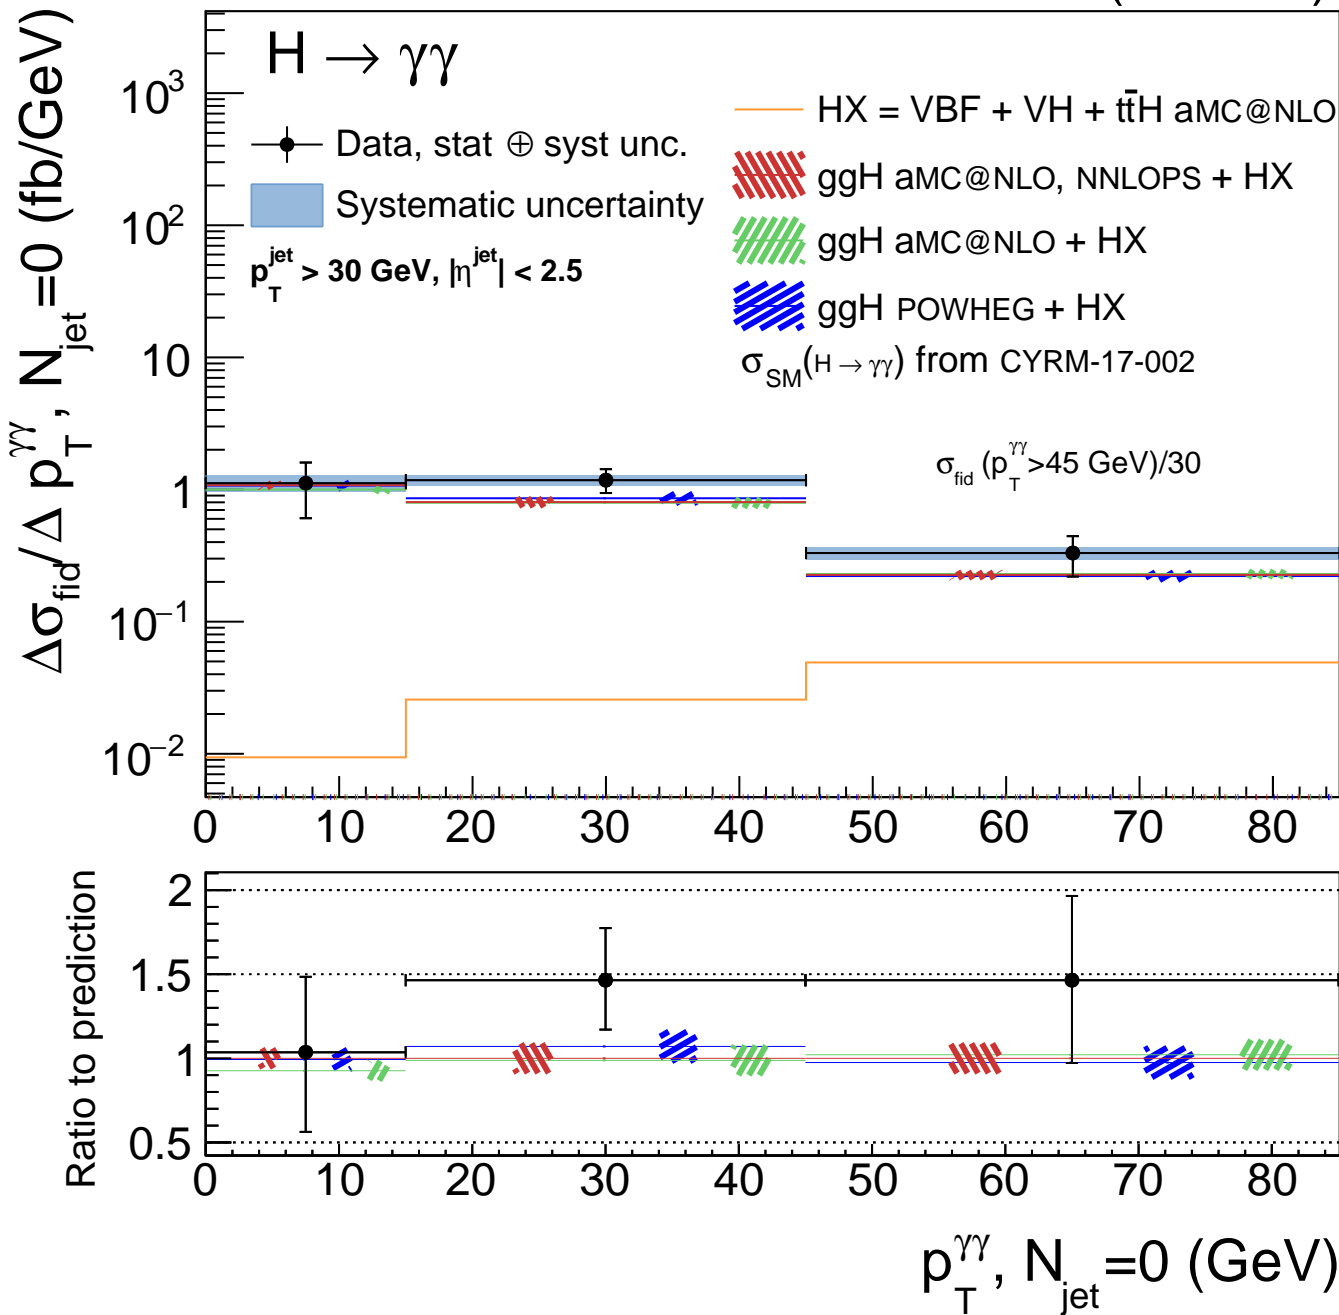 H → γγ
Data, stat ⊕ syst unc.
Systematic uncertainty
p_T^jet > 30 GeV, |η^jet| < 2.5
HX = VBF + VH + tt̄H aMC@NLO
ggH aMC@NLO, NNLOPS + HX
ggH aMC@NLO + HX
ggH POWHEG + HX
σ_SM(H → γγ) from CYRM-17-002
σ_fid (p_T^γγ>45 GeV)/30
Δσ_fid/Δ p_T^γγ, N_jet=0 (fb/GeV)
10³
10²
10
1
10⁻¹
10⁻²
0 10 20 30 40 50 60 70 80
Ratio to prediction
2
1.5
1
0.5
0 10 20 30 40 50 60 70 80
p_T^γγ, N_jet=0 (GeV)